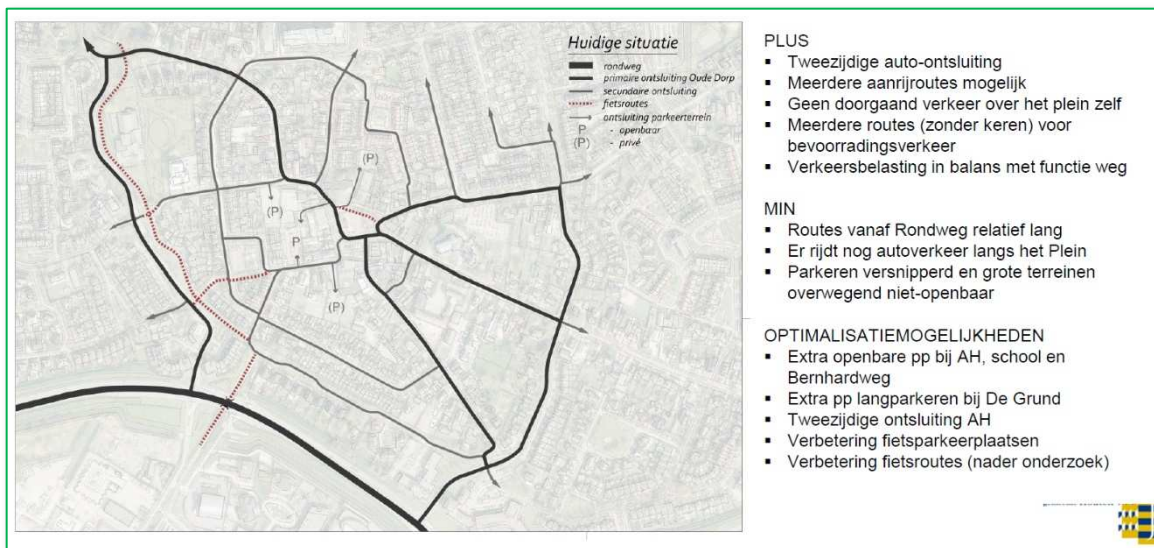 Huidige situatie
rondweg
primaire ontsluiting Oude Dorp
secundaire ontsluiting
fietsroutes
ontsluiting parkeerterrein
P - openbaar
(P) - privé
(P)
(P)
P
(P)
PLUS
▪ Tweezijdige auto-ontsluiting
▪ Meerdere aanrijroutes mogelijk
▪ Geen doorgaand verkeer over het plein zelf
▪ Meerdere routes (zonder keren) voor
bevoorradingsverkeer
▪ Verkeersbelasting in balans met functie weg
MIN
▪ Routes vanaf Rondweg relatief lang
▪ Er rijdt nog autoverkeer langs het Plein
▪ Parkeren versnipperd en grote terreinen
overwegend niet-openbaar
OPTIMALISATIEMOGELIJKHEDEN
▪ Extra openbare pp bij AH, school en
Bernhardweg
▪ Extra pp langparkeren bij De Grund
▪ Tweezijdige ontsluiting AH
▪ Verbetering fietsparkeerplaatsen
▪ Verbetering fietsroutes (nader onderzoek)